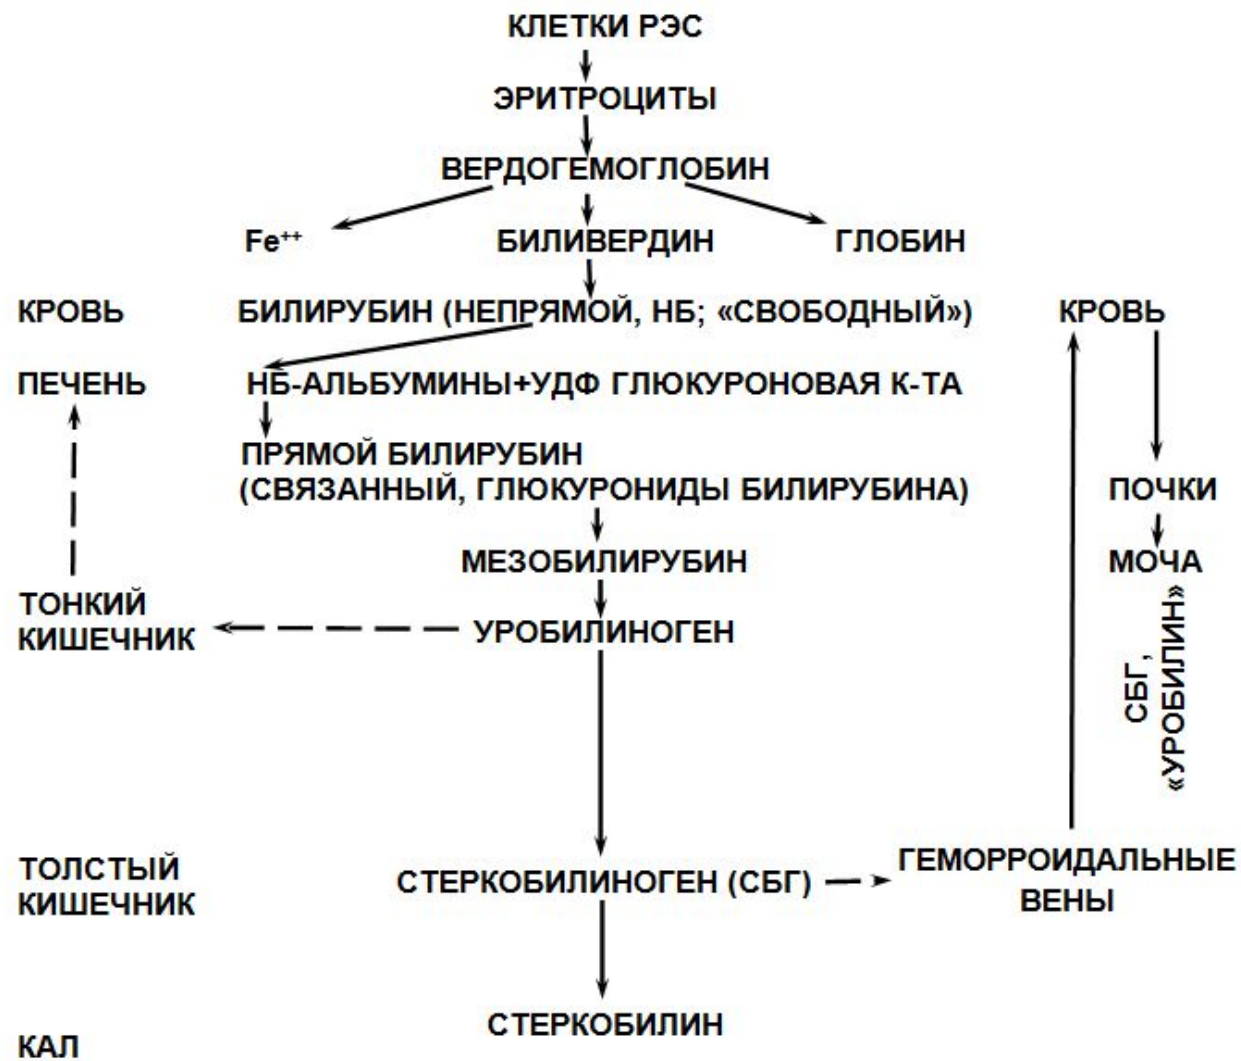 КЛЕТКИ РЭС
ЭРИТРОЦИТЫ
ВЕРДОГЕМОГЛОБИН
Fe++ БИЛИВЕРДИН ГЛОБИН
КРОВЬ БИЛИРУБИН (НЕПРЯМОЙ, НБ; «СВОБОДНЫЙ») КРОВЬ
ПЕЧЕНЬ НБ-АЛЬБУМИНЫ+УДФ ГЛЮКУРОНОВАЯ К-ТА
ПРЯМОЙ БИЛИРУБИН
(СВЯЗАННЫЙ, ГЛЮКУРОНИДЫ БИЛИРУБИНА) ПОЧКИ
МЕЗОБИЛИРУБИН МОЧА
ТОНКИЙ
КИШЕЧНИК УРОБИЛИНОГЕН
СБГ,
«УРОБИЛИН»
ТОЛСТЫЙ
КИШЕЧНИК СТЕРКОБИЛИНОГЕН (СБГ) ГЕМОРРОИДАЛЬНЫЕ
ВЕНЫ
СТЕРКОБИЛИН
КАЛ